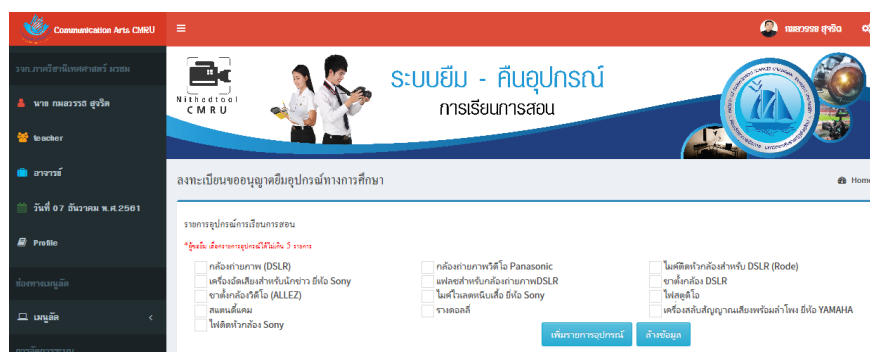 Communication Arts CMRU
กมลวรรธ สุจริต
วจก.ภาควิชานิเทศศาสตร์ มรชม
นาย กมลวรรธ สุจริต
teacher
อาจารย์
วันที่ 07 ธันวาคม พ.ศ.2561
Profile
ช่องทางเมนูลัด
เมนูลัด
Nithedtool
CMRU
ระบบยืม - คืนอุปกรณ์
การเรียนการสอน
ลงทะเบียนขออนุญาตยืมอุปกรณ์ทางการศึกษา
Home
รายการอุปกรณ์การเรียนการสอน
*ผู้ขอยืม เลือกรายการอุปกรณ์ได้ไม่เกิน 5 รายการ
กล้องถ่ายภาพ (DSLR)
กล้องถ่ายภาพวิดีโอ Panasonic
ไมค์ติดหัวกล้องสำหรับ DSLR (Rode)
เครื่องอัดเสียงสำหรับนักข่าว ยี่ห้อ Sony
แฟลชสำหรับกล้องถ่ายภาพDSLR
ขาตั้งกล้อง DSLR
ขาตั้งกล้องวิดีโอ (ALLEZ)
ไมค์ไวเลตหนีบเสื้อ ยี่ห้อ Sony
ไฟสตูดิโอ
สแตนดี้แคม
รางดอลลี่
เครื่องสลับสัญญาณเสียงพร้อมลำโพง ยี่ห้อ YAMAHA
ไฟติดหัวกล้อง Sony
เพิ่มรายการอุปกรณ์
ล้างข้อมูล